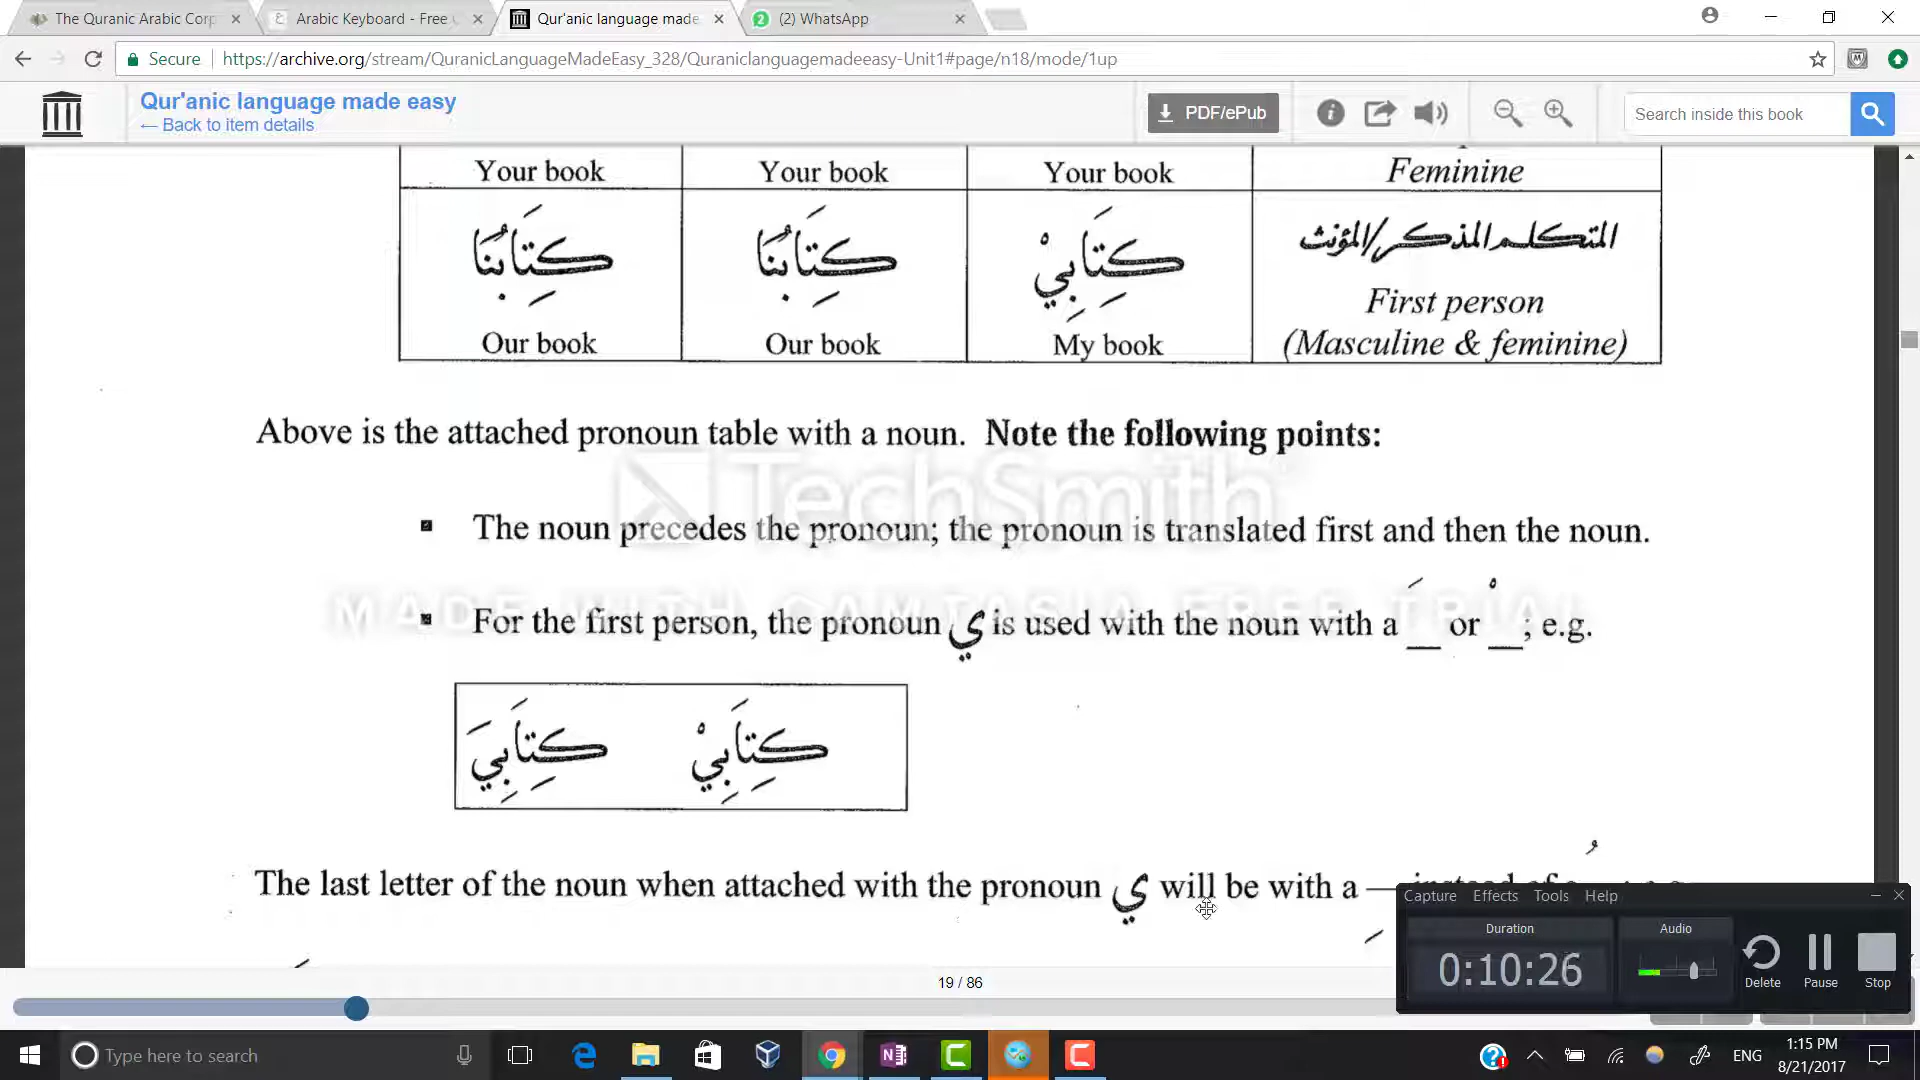 The Quranic Arabic Corp
Arabic Keyboard - Free
Qur'anic language made
(2) WhatsApp
Secure
https://archive.org/stream/QuranicLanguageMadeEasy_328/Quraniclanguagemadeeasy-Unit1#page/n18/mode/1up
Qur'anic language made easy
← Back to item details
PDF/ePub
Search inside this book
Your book
Your book
Your book
Feminine
كِتَابُنَا
كِتَابُنَا
كِتَابِيْ
المتكلم المذكر/المؤنث
Our book
Our book
My book
First person
(Masculine & feminine)
Above is the attached pronoun table with a noun. Note the following points:
TechSmith
▪ The noun precedes the pronoun; the pronoun is translated first and then the noun.
MADE WITH CAMTASIA FREE TRIAL
▪ For the first person, the pronoun ي is used with the noun with a َ or ْ ; e.g.
كِتَابِيَ كِتَابِيْ
The last letter of the noun when attached with the pronoun ي will be with a — instead of a
19 / 86
Capture Effects Tools Help
Duration
Audio
0:10:26
Delete
Pause
Stop
Type here to search
ENG
1:15 PM
8/21/2017